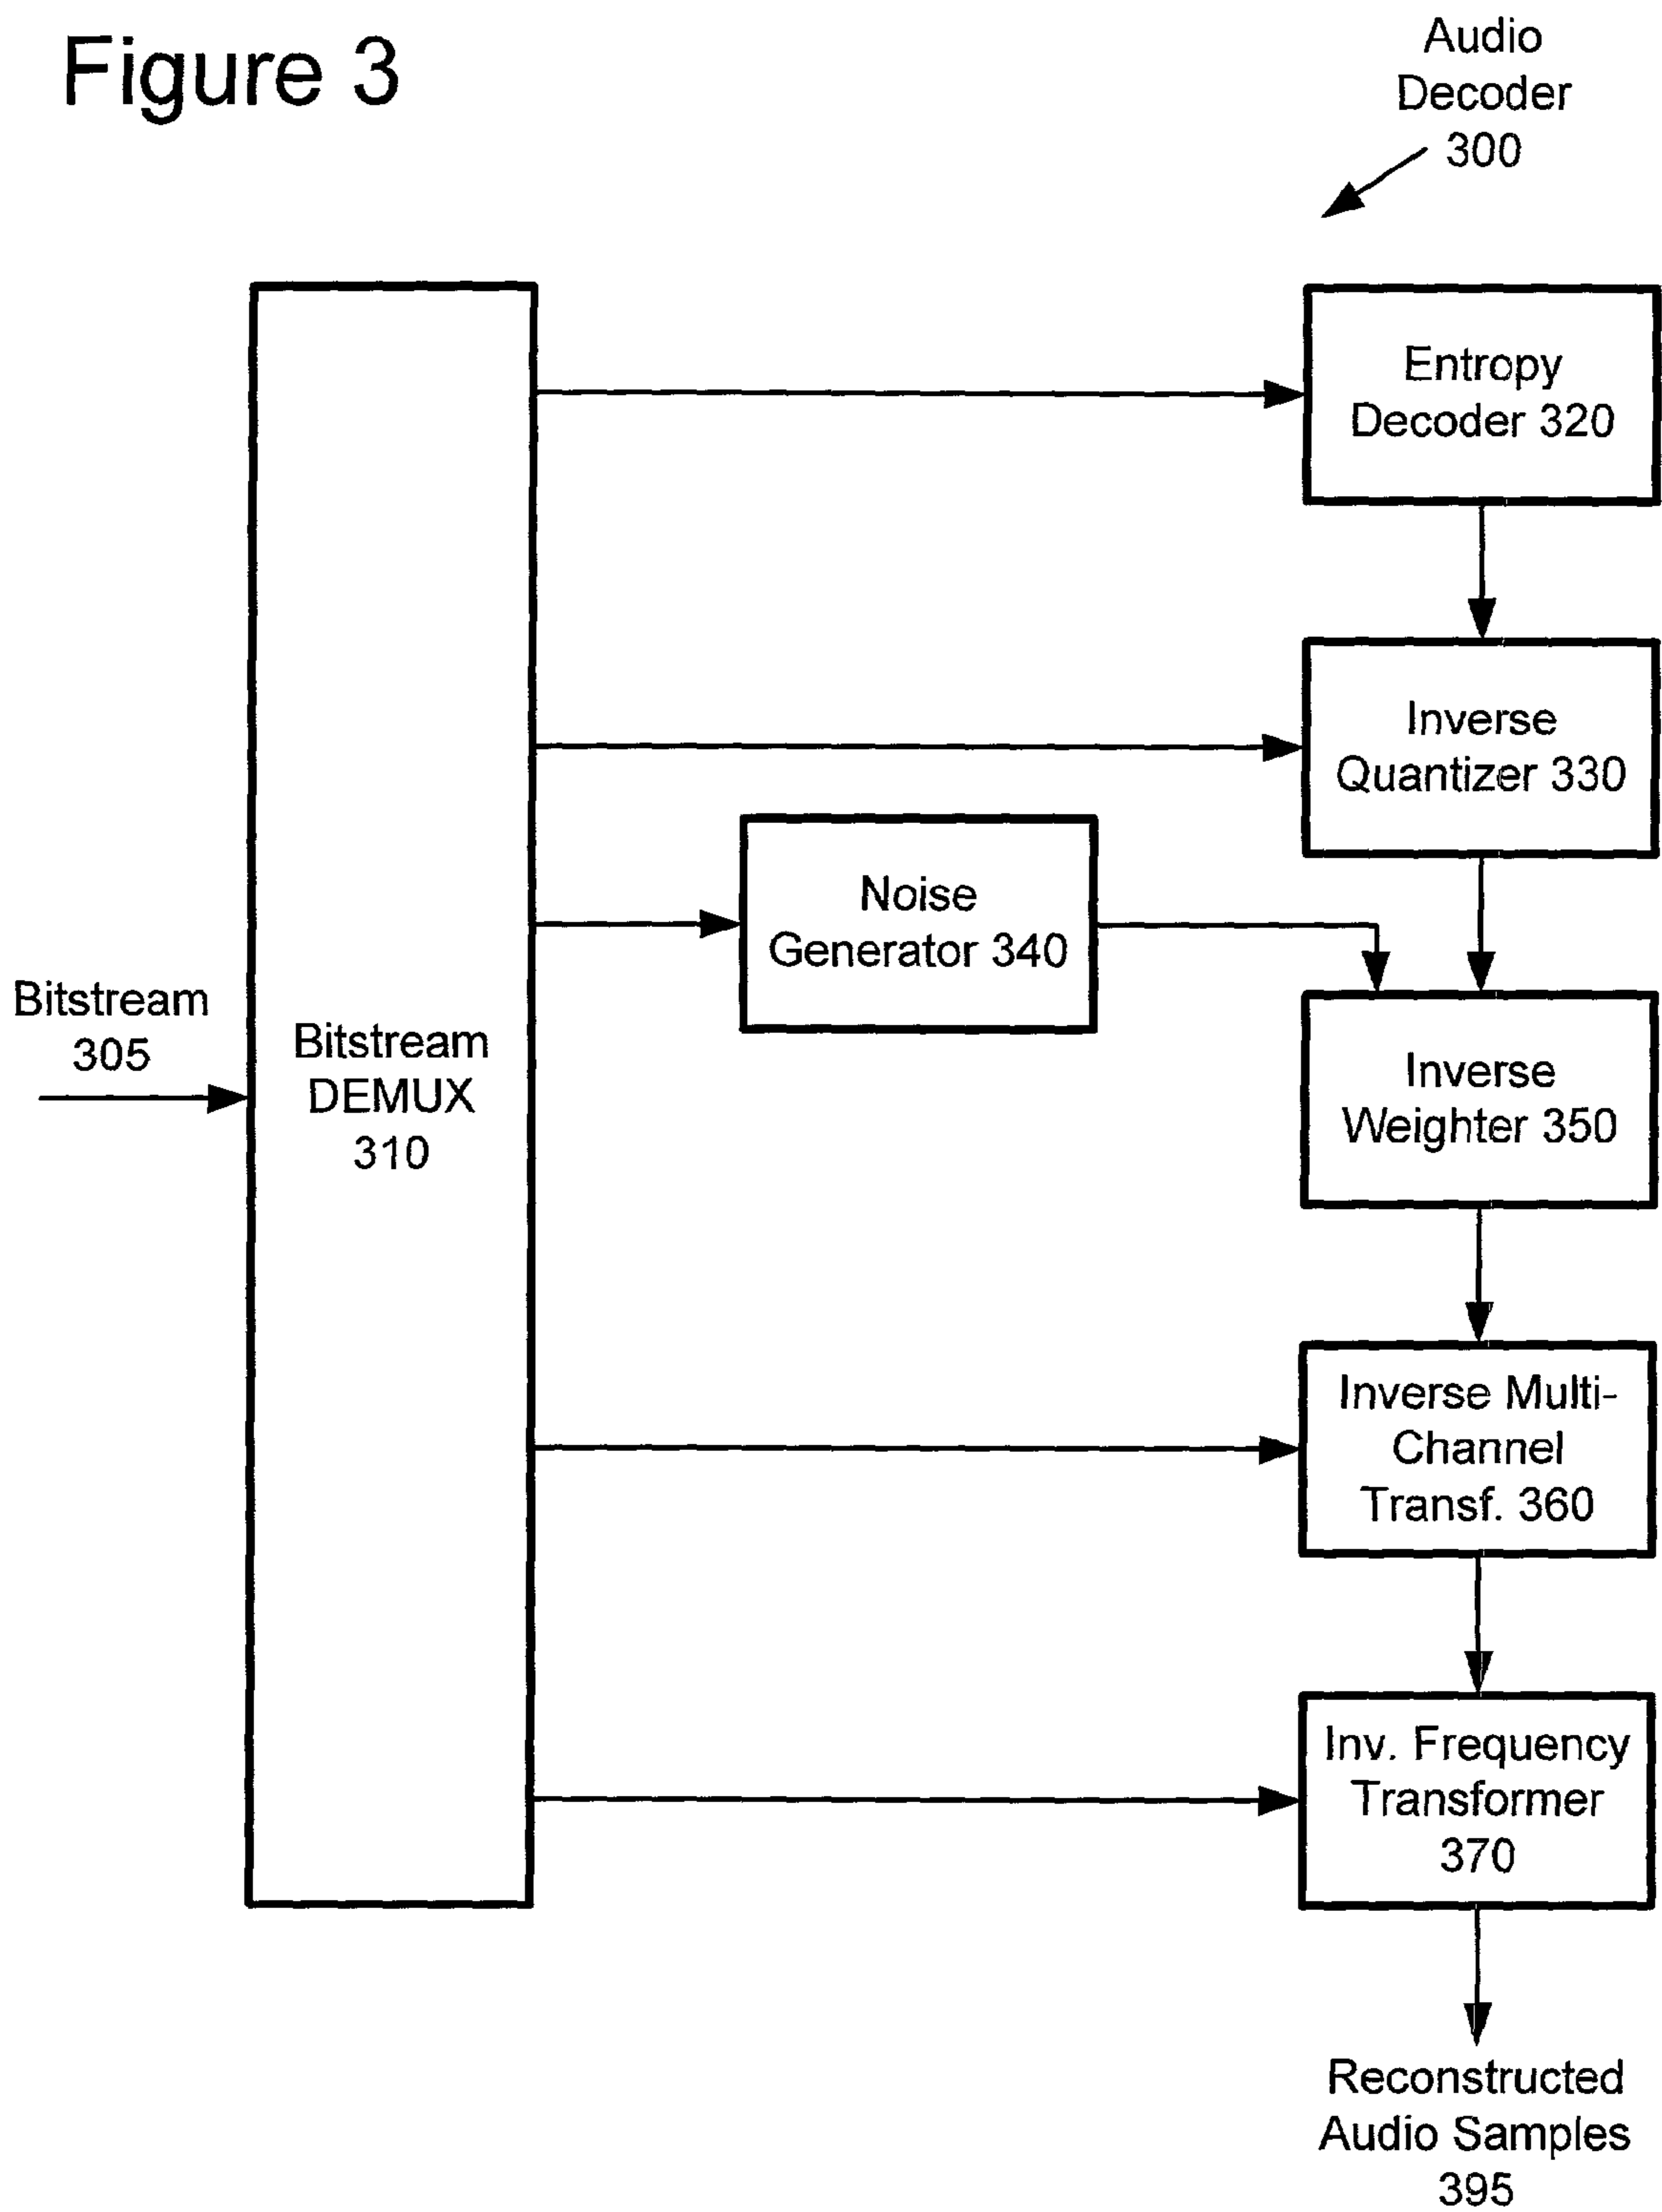 Figure 3
Audio
Decoder
300
Entropy
Decoder 320
Inverse
Quantizer 330
Noise
Generator 340
Bitstream
305
Bitstream
DEMUX
310
Inverse
Weighter 350
Inverse Multi-
Channel
Transf. 360
Inv. Frequency
Transformer
370
Reconstructed
Audio Samples
395